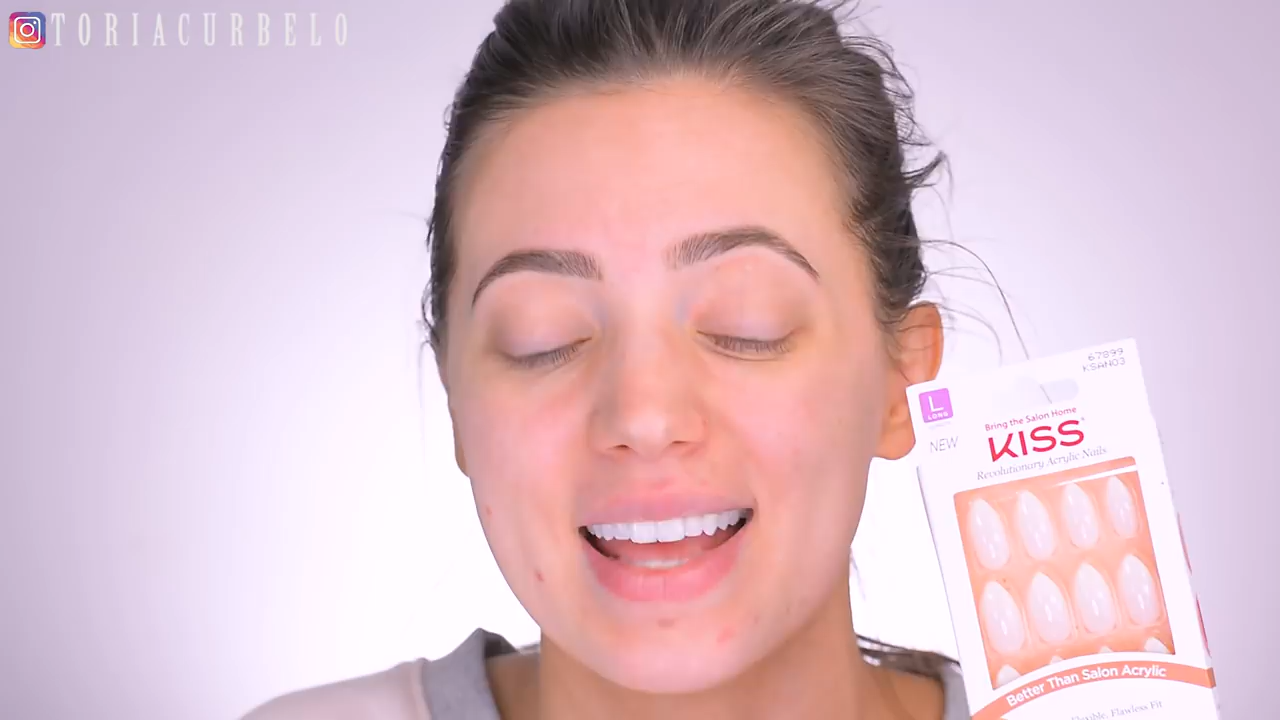 TORIACURBELO
67899
KSAN03
L
LONG
NEW
Bring the Salon Home
KISS®
Revolutionary Acrylic Nails
Better Than Salon Acrylic
Flexible, Flawless Fit